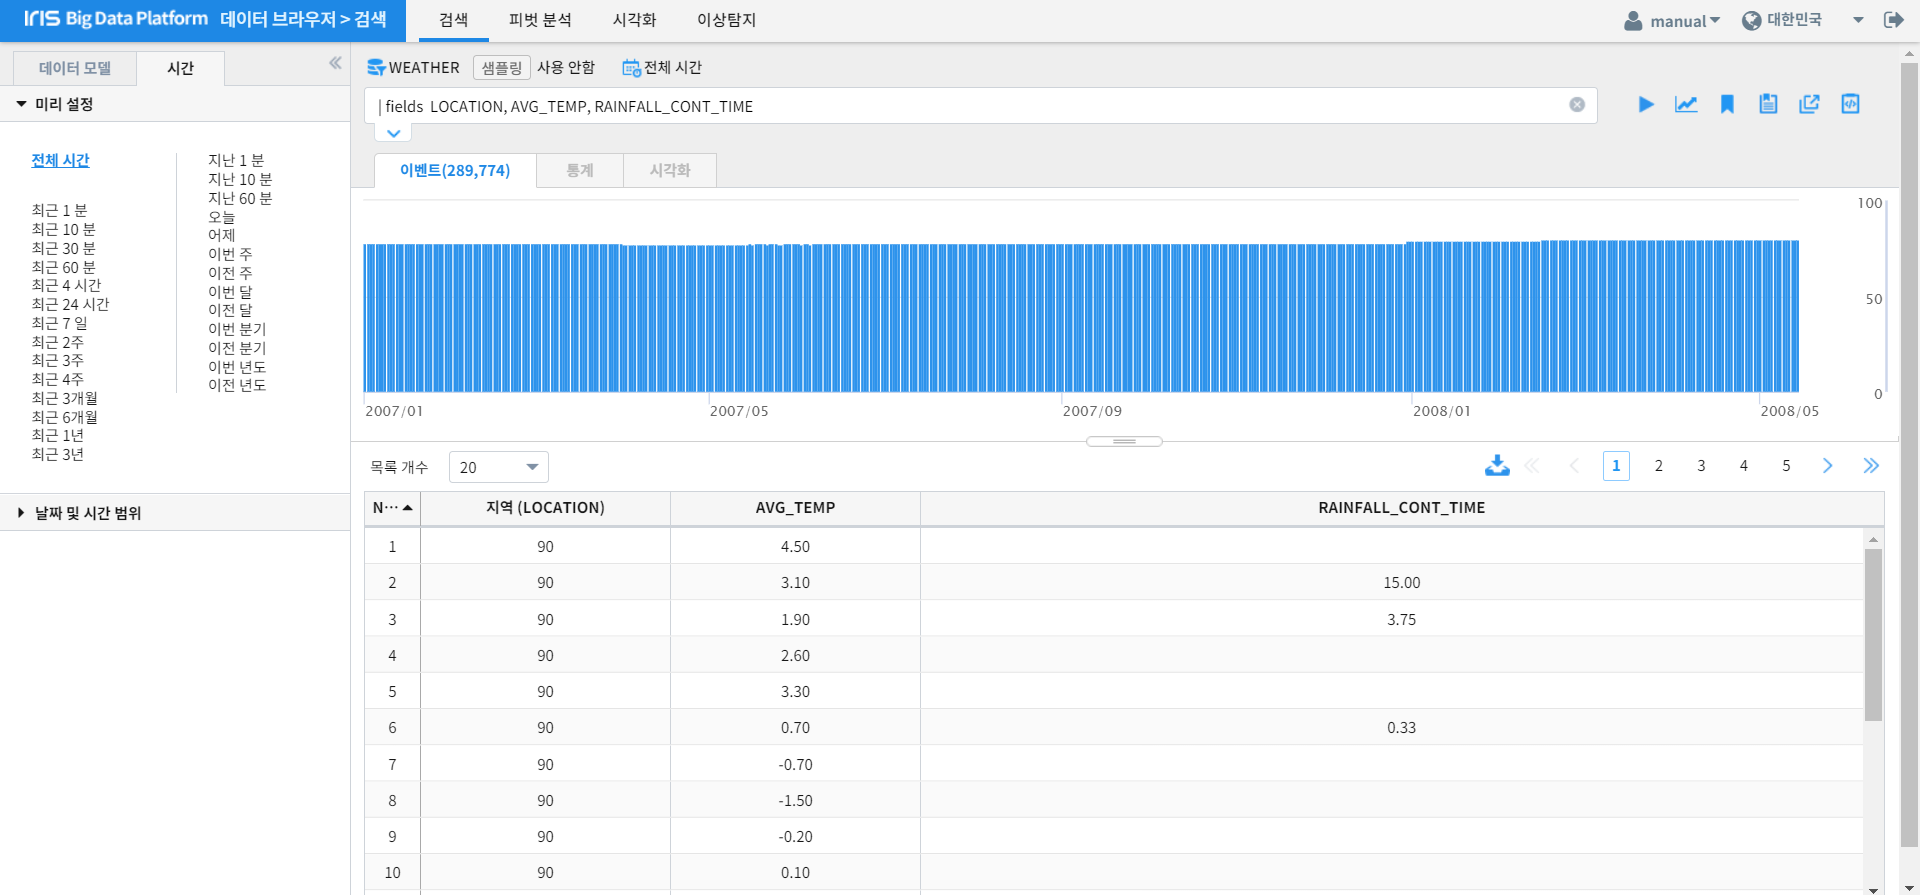 IRIS Big Data Platform 데이터 브라우저 > 검색 검색 피벗 분석 시각화 이상탐지 manual 대한민국
데이터 모델 시간
미리 설정
전체 시간
최근 1 분
최근 10 분
최근 30 분
최근 60 분
최근 4 시간
최근 24 시간
최근 7 일
최근 2주
최근 3주
최근 4주
최근 3개월
최근 6개월
최근 1년
최근 3년
지난 1 분
지난 10 분
지난 60 분
오늘
어제
이번 주
이전 주
이번 달
이전 달
이번 분기
이전 분기
이번 년도
이전 년도
날짜 및 시간 범위
WEATHER 샘플링 사용 안함 전체 시간
| fields LOCATION, AVG_TEMP, RAINFALL_CONT_TIME
이벤트(289,774) 통계 시각화
100
50
0
2007/01 2007/05 2007/09 2008/01 2008/05
목록 개수 20 1 2 3 4 5
N··· 지역 (LOCATION) AVG_TEMP RAINFALL_CONT_TIME
1 90 4.50
2 90 3.10 15.00
3 90 1.90 3.75
4 90 2.60
5 90 3.30
6 90 0.70 0.33
7 90 -0.70
8 90 -1.50
9 90 -0.20
10 90 0.10